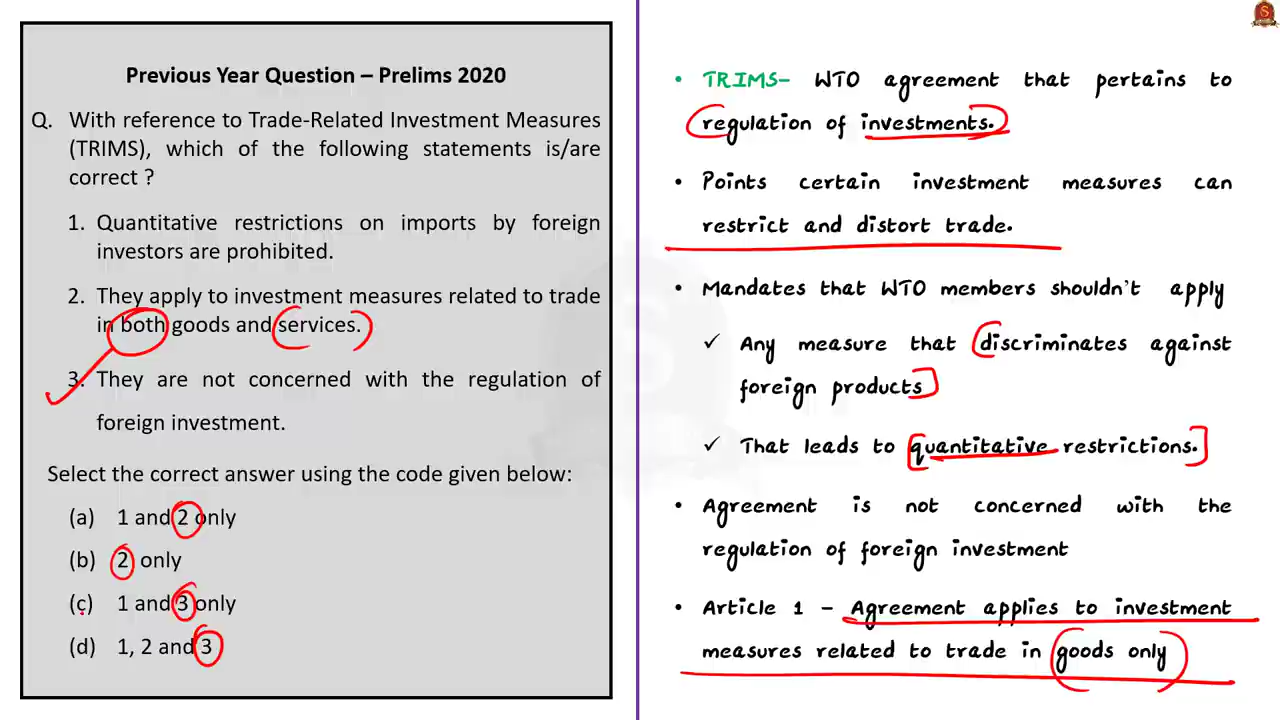 Previous Year Question – Prelims 2020
Q. With reference to Trade-Related Investment Measures
(TRIMS), which of the following statements is/are
correct ?
1. Quantitative restrictions on imports by foreign
investors are prohibited.
2. They apply to investment measures related to trade
in both goods and services.
3. They are not concerned with the regulation of
foreign investment.
Select the correct answer using the code given below:
(a) 1 and 2 only
(b) 2 only
(c) 1 and 3 only
(d) 1, 2 and 3
• TRIMS- WTO agreement that pertains to
regulation of investments.
• Points certain investment measures can
restrict and distort trade.
• Mandates that WTO members shouldn't apply
✓ Any measure that discriminates against
foreign products
✓ That leads to quantitative restrictions.
• Agreement is not concerned with the
regulation of foreign investment
• Article 1 - Agreement applies to investment
measures related to trade in goods only